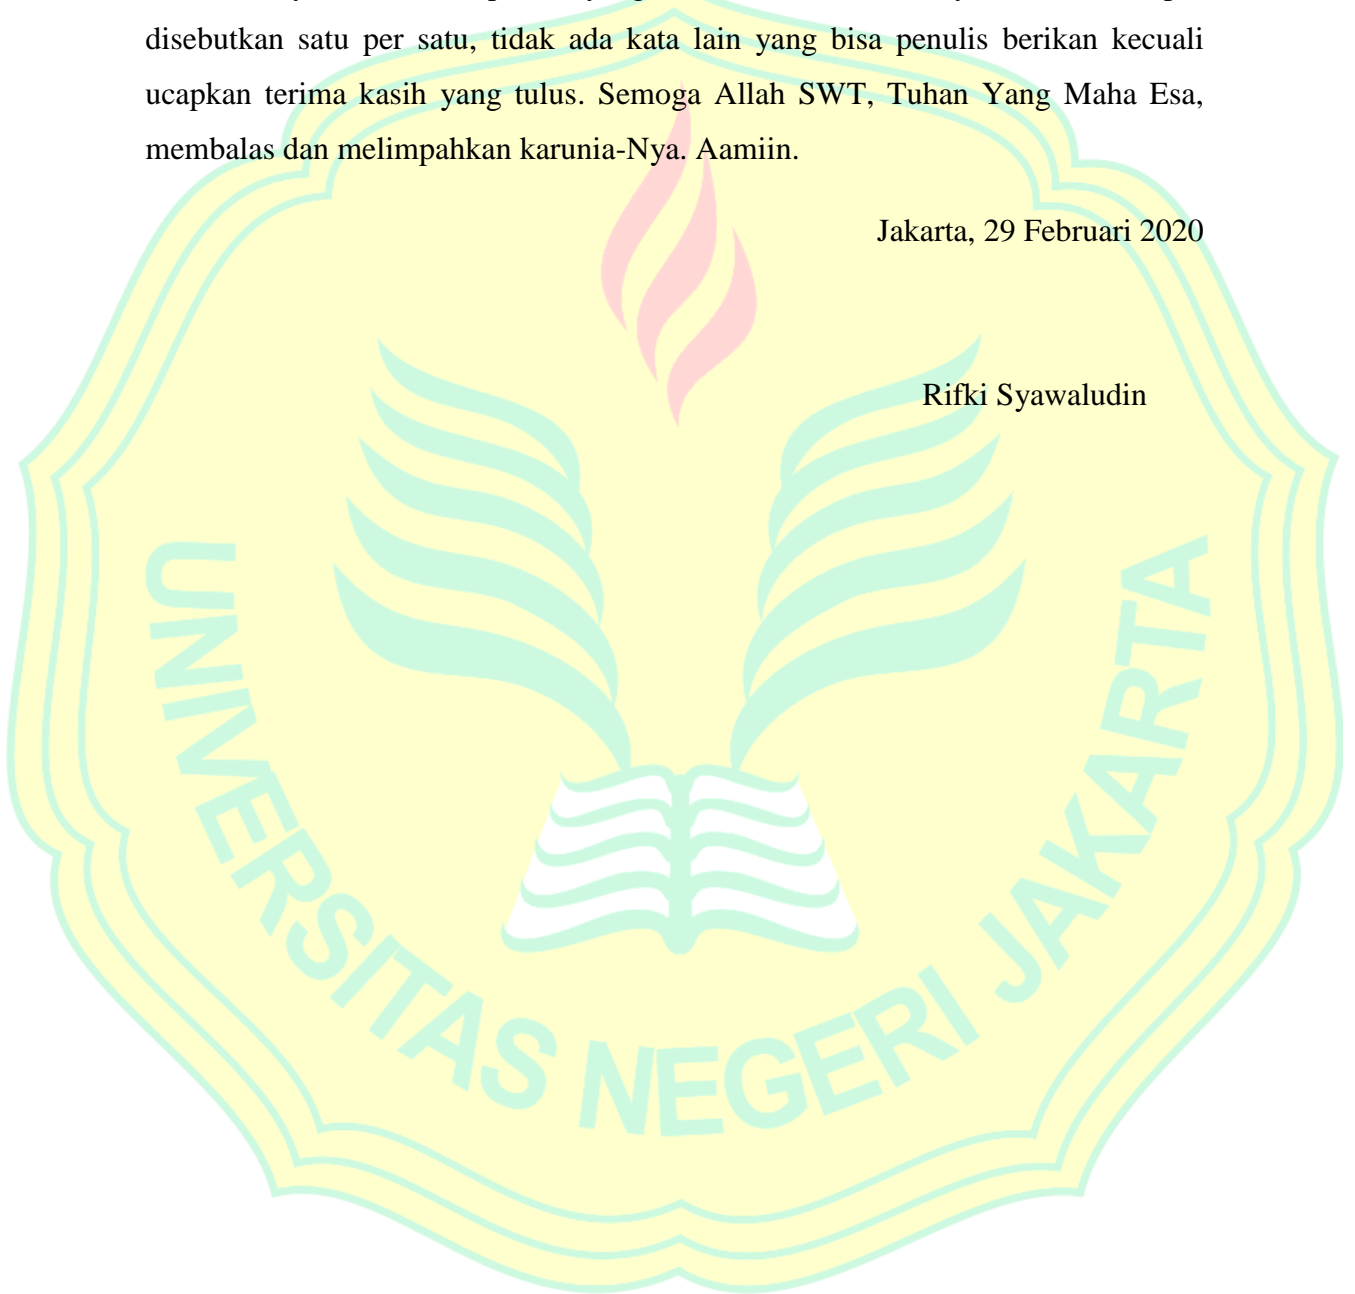 disebutkan satu per satu, tidak ada kata lain yang bisa penulis berikan kecuali
ucapkan terima kasih yang tulus. Semoga Allah SWT, Tuhan Yang Maha Esa,
membalas dan melimpahkan karunia-Nya. Aamiin.
Jakarta, 29 Februari 2020
Rifki Syawaludin
UNIVERSITAS NEGERI JAKARTA